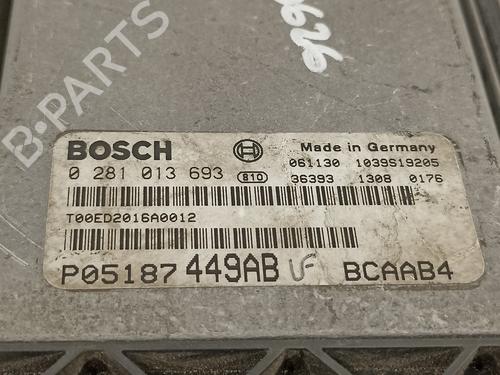 B-PARTS
626
BOSCH
Made in Germany
0 281 013 693
810
061130 1039S19205
36393 1308 0176
T00ED2016A0012
P05187 449AB
BCAAB4